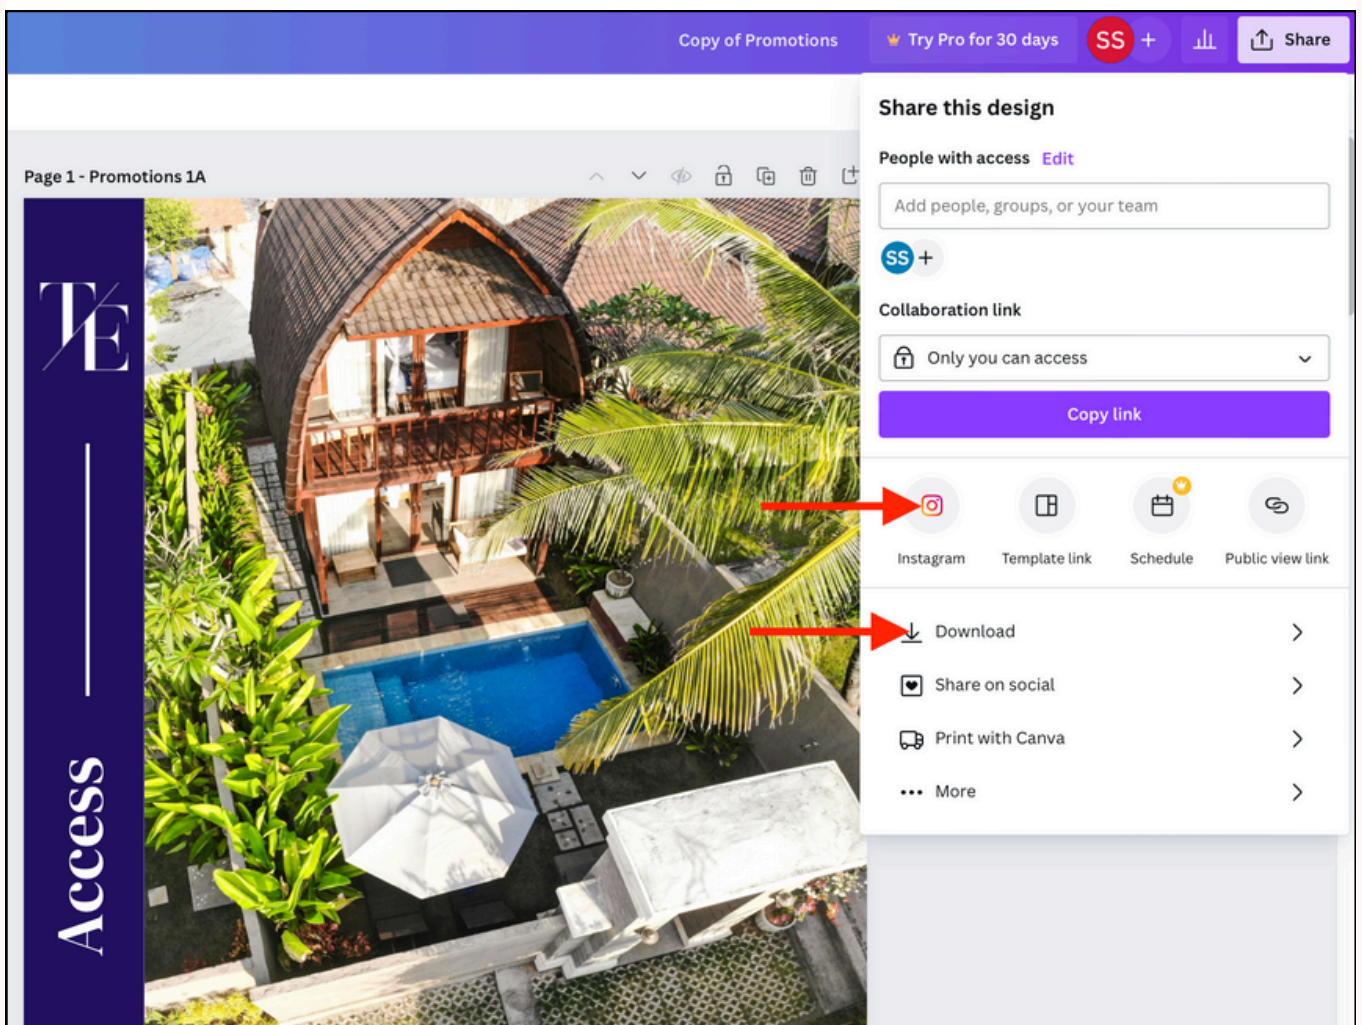 Copy of Promotions
Try Pro for 30 days
SS
Share
Share this design
People with access Edit
Add people, groups, or your team
SS
Collaboration link
Only you can access
Copy link
Instagram
Template link
Schedule
Public view link
Download
Share on social
Print with Canva
More
Page 1 - Promotions 1A
TE
Access